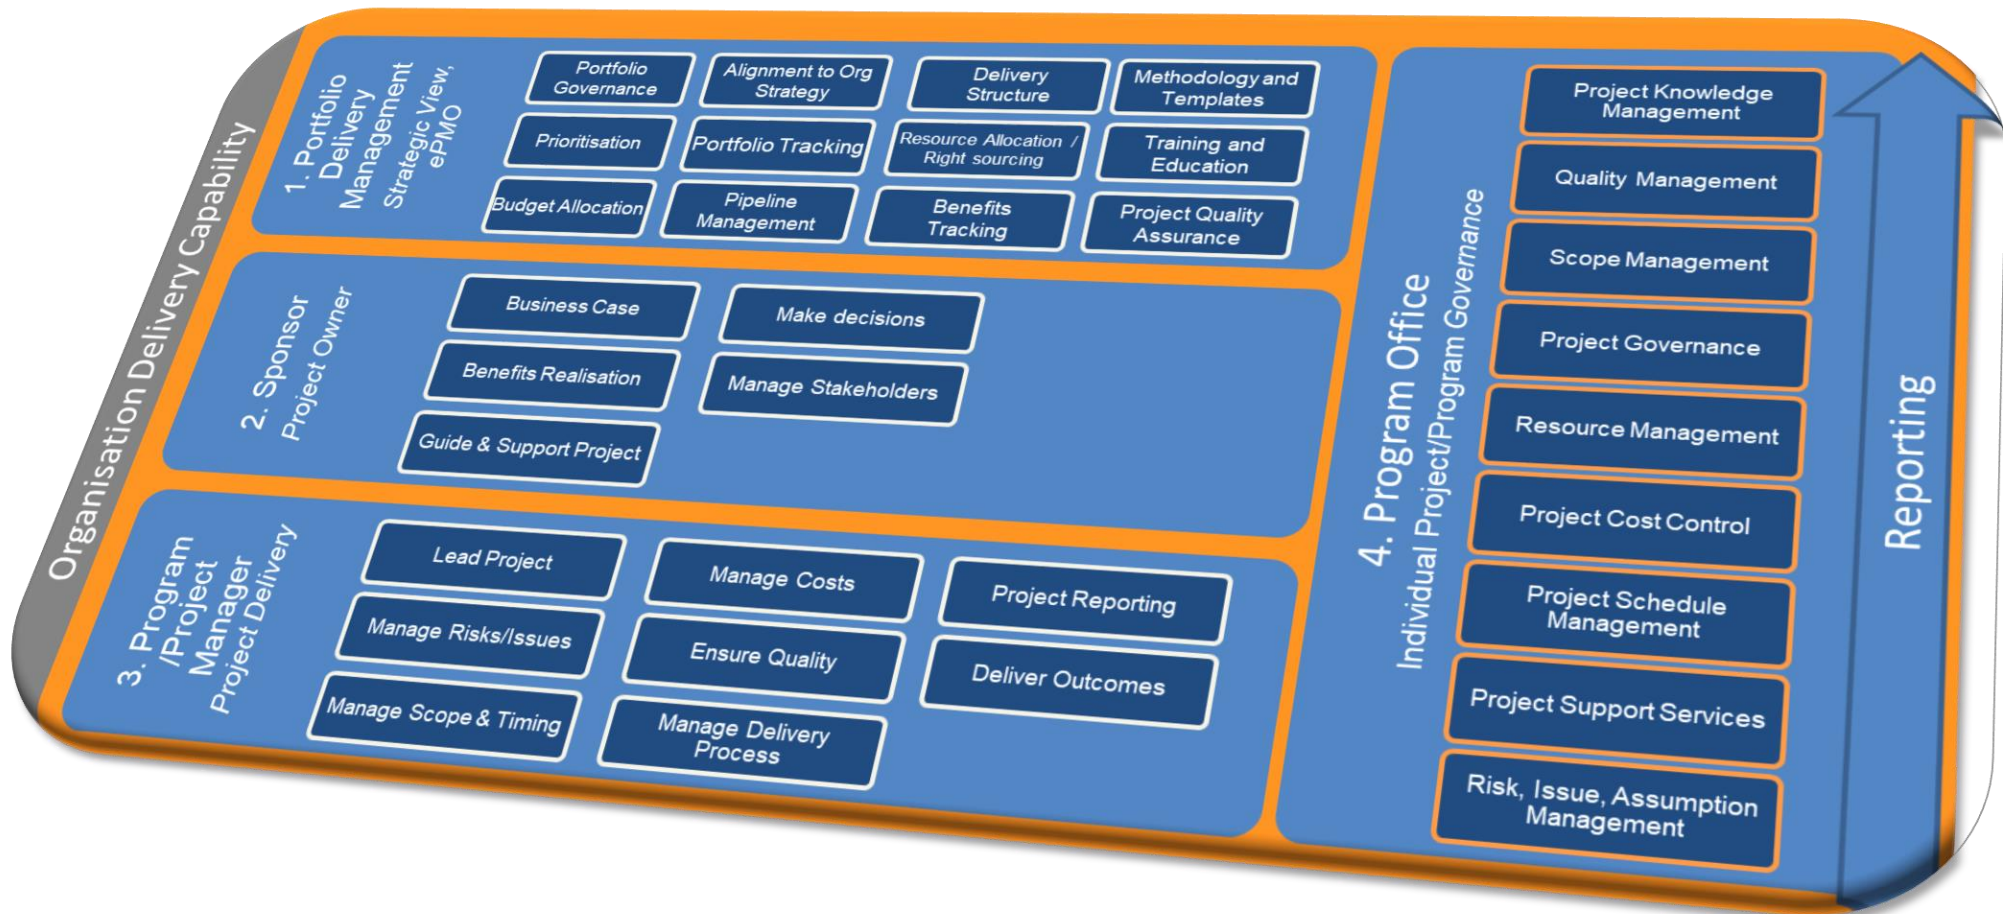 Organisation Delivery Capability
1. Portfolio
Delivery
Management
Strategic View,
ePMO
Portfolio
Governance
Alignment to Org
Strategy
Delivery
Structure
Methodology and
Templates
Prioritisation
Portfolio Tracking
Resource Allocation /
Right sourcing
Training and
Education
Budget Allocation
Pipeline
Management
Benefits
Tracking
Project Quality
Assurance
2. Sponsor
Project Owner
Business Case
Make decisions
Benefits Realisation
Manage Stakeholders
Guide & Support Project
3. Program
/Project
Manager
Project Delivery
Lead Project
Manage Costs
Project Reporting
Manage Risks/Issues
Ensure Quality
Deliver Outcomes
Manage Scope & Timing
Manage Delivery
Process
4. Program Office
Individual Project/Program Governance
Project Knowledge
Management
Quality Management
Scope Management
Project Governance
Resource Management
Project Cost Control
Project Schedule
Management
Project Support Services
Risk, Issue, Assumption
Management
Reporting